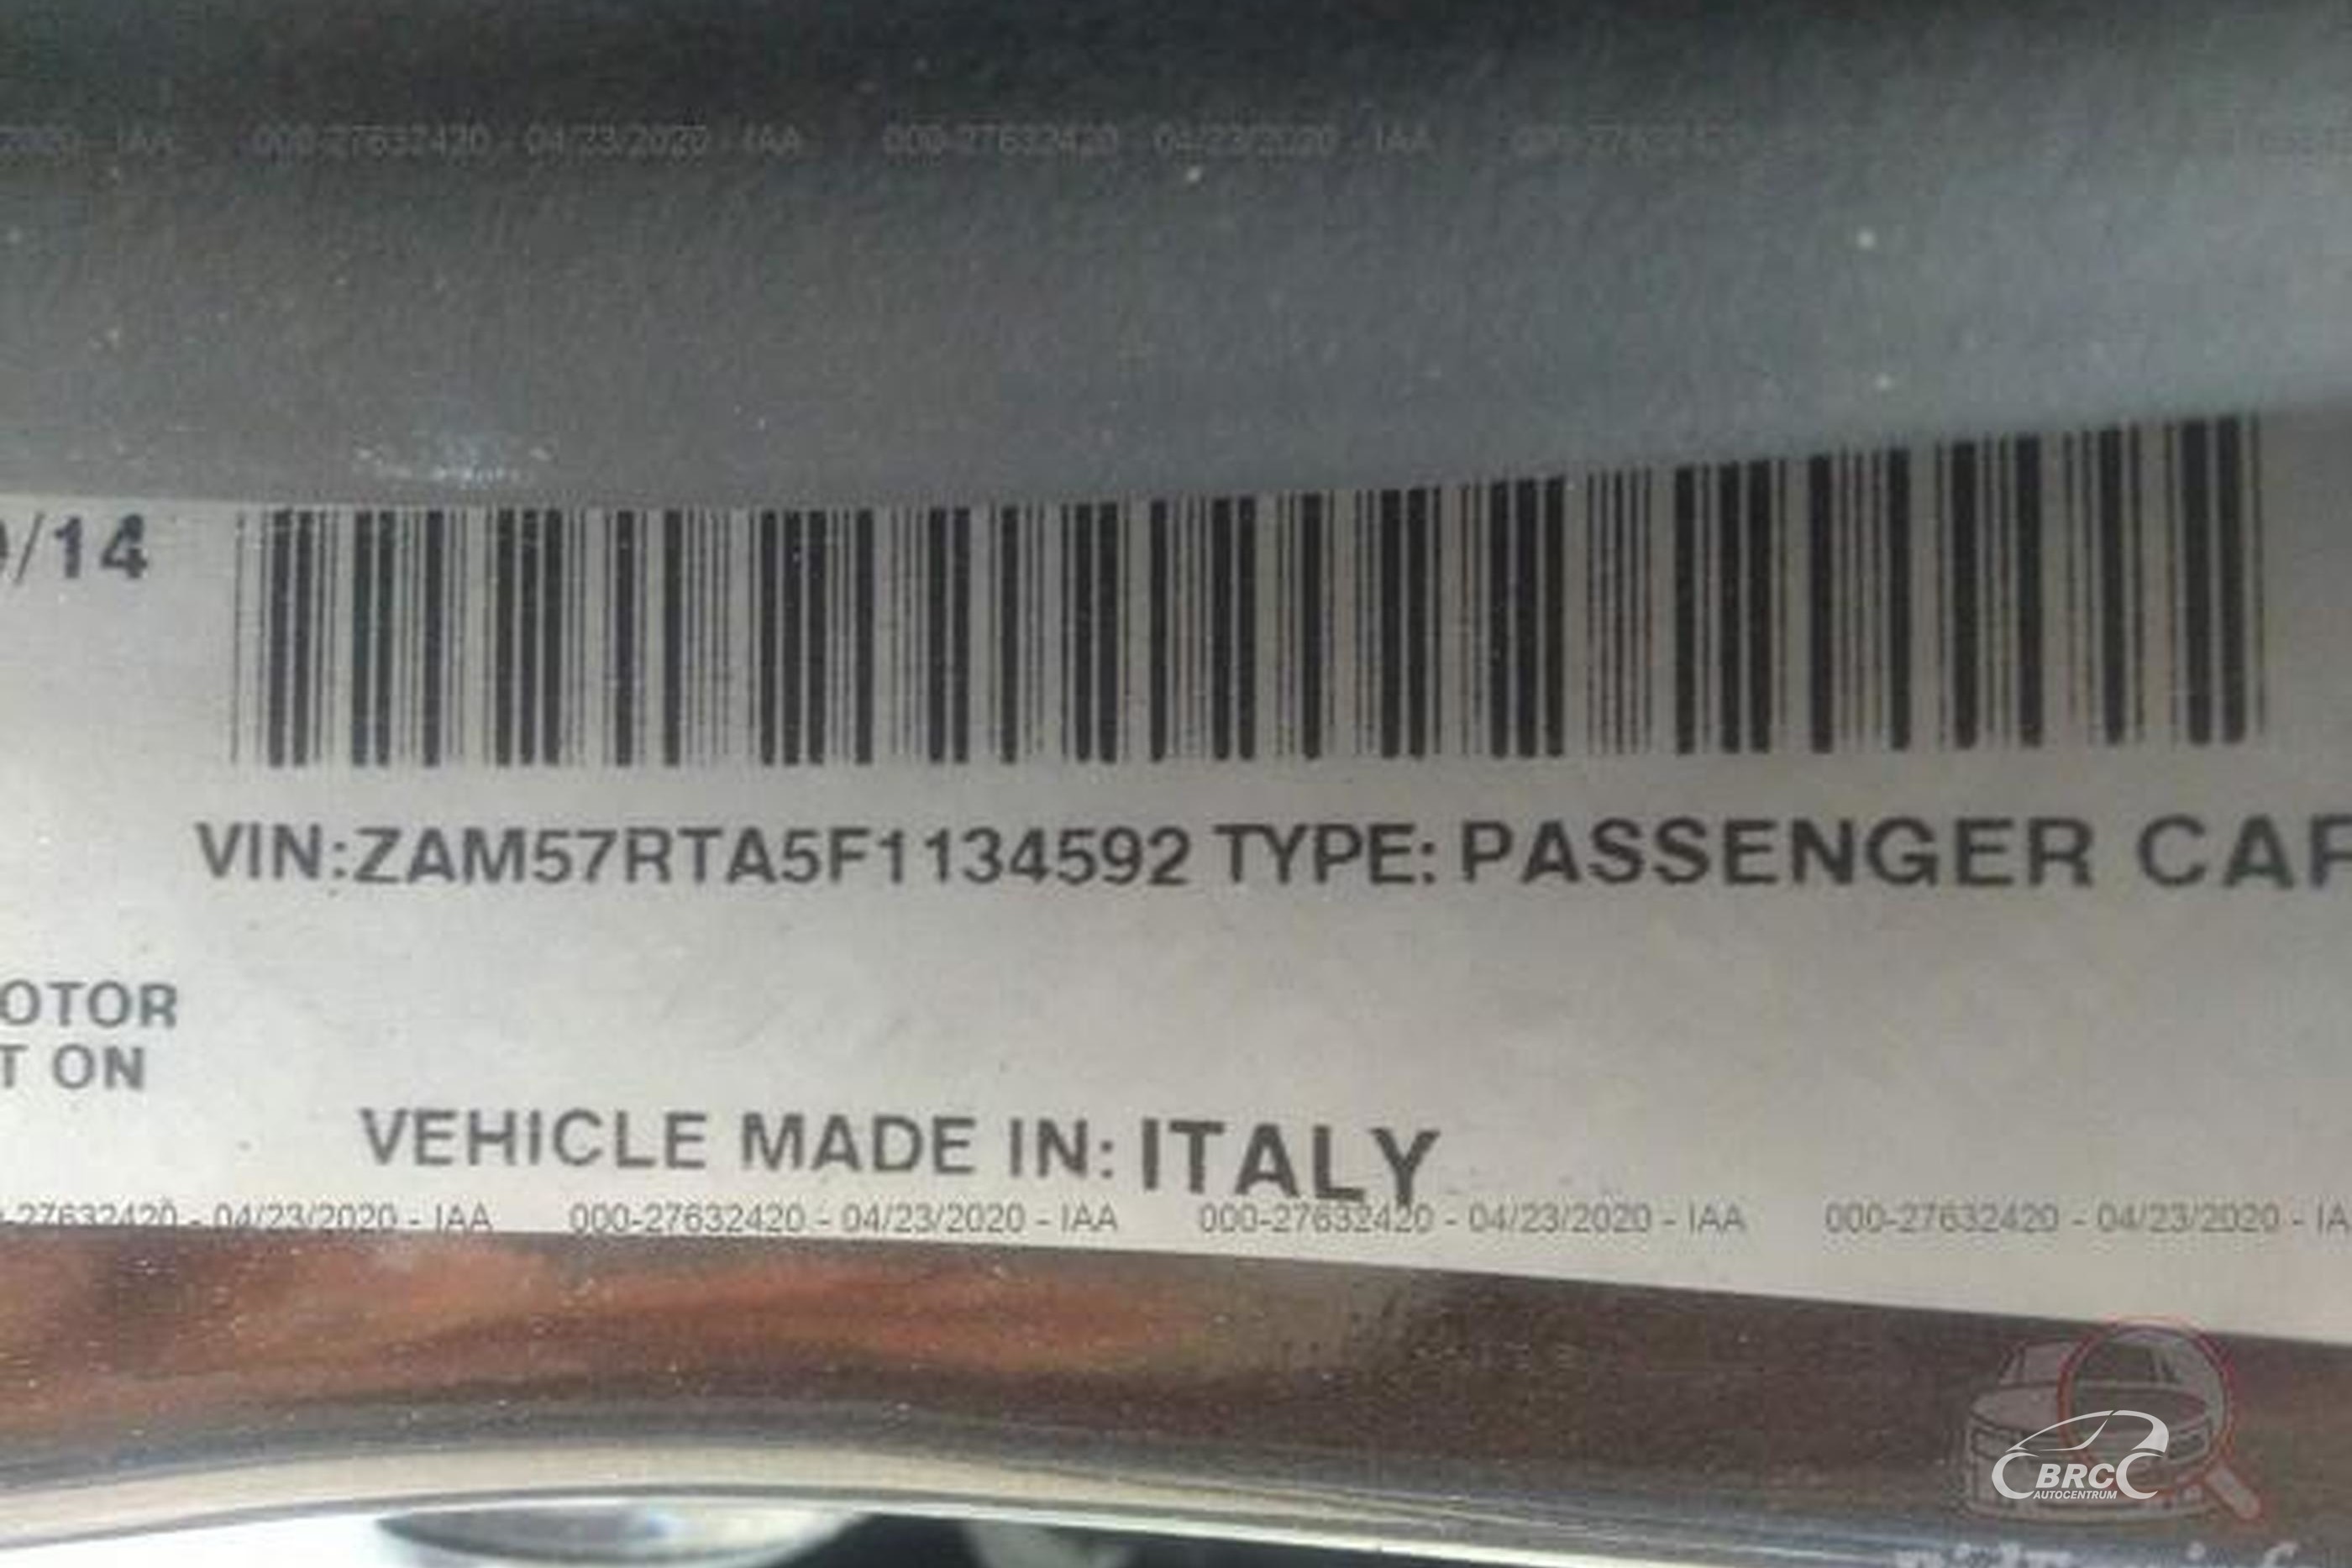 000-27632420 - 04/23/2020 - IAA 000-27632420 - 04/23/2020 - IAA 000-27632420
/14
VIN:ZAM57RTA5F1134592 TYPE: PASSENGER CAR
OTOR
T ON
VEHICLE MADE IN: ITALY
27632420 - 04/23/2020 - IAA 000-27632420 - 04/23/2020 - IAA 000-27632420 - 04/23/2020 - IAA 000-27632420 - 04/23/2020 - IA
BRC
AUTOCENTRUM